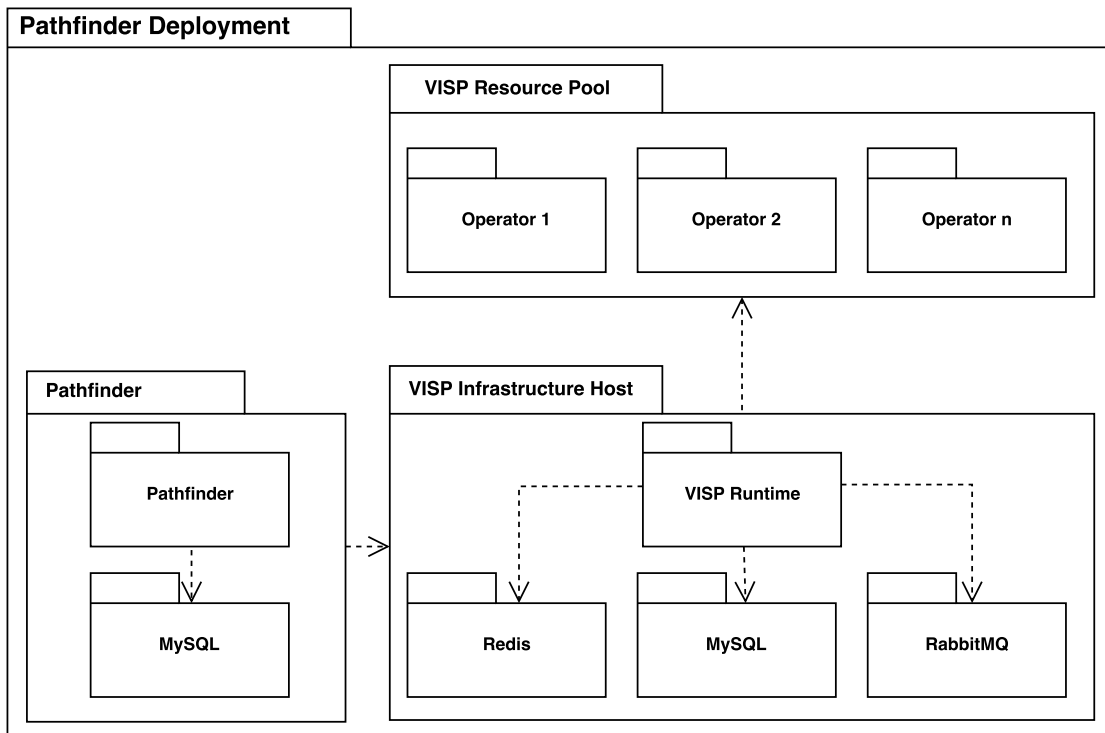 Pathfinder Deployment
VISP Resource Pool
Operator 1
Operator 2
Operator n
Pathfinder
Pathfinder
MySQL
VISP Infrastructure Host
VISP Runtime
Redis
MySQL
RabbitMQ